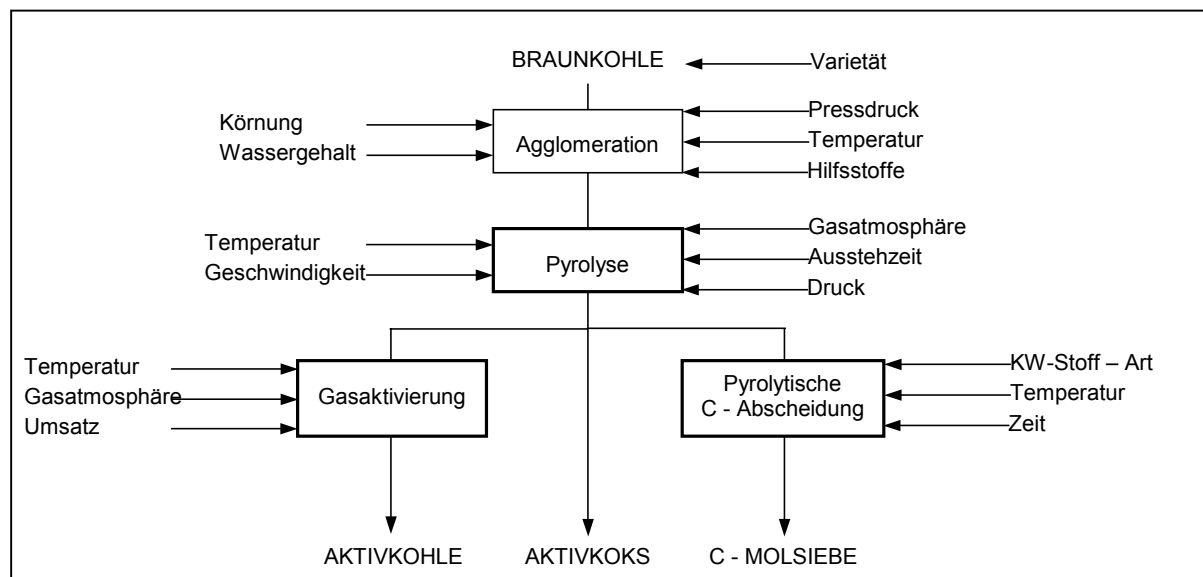 BRAUNKOHLE
Varietät
Körnung
Wassergehalt
Agglomeration
Pressdruck
Temperatur
Hilfsstoffe
Temperatur
Geschwindigkeit
Pyrolyse
Gasatmosphäre
Ausstehzeit
Druck
Temperatur
Gasatmosphäre
Umsatz
Gasaktivierung
Pyrolytische
C - Abscheidung
KW-Stoff – Art
Temperatur
Zeit
AKTIVKOHLE
AKTIVKOKS
C - MOLSIEBE